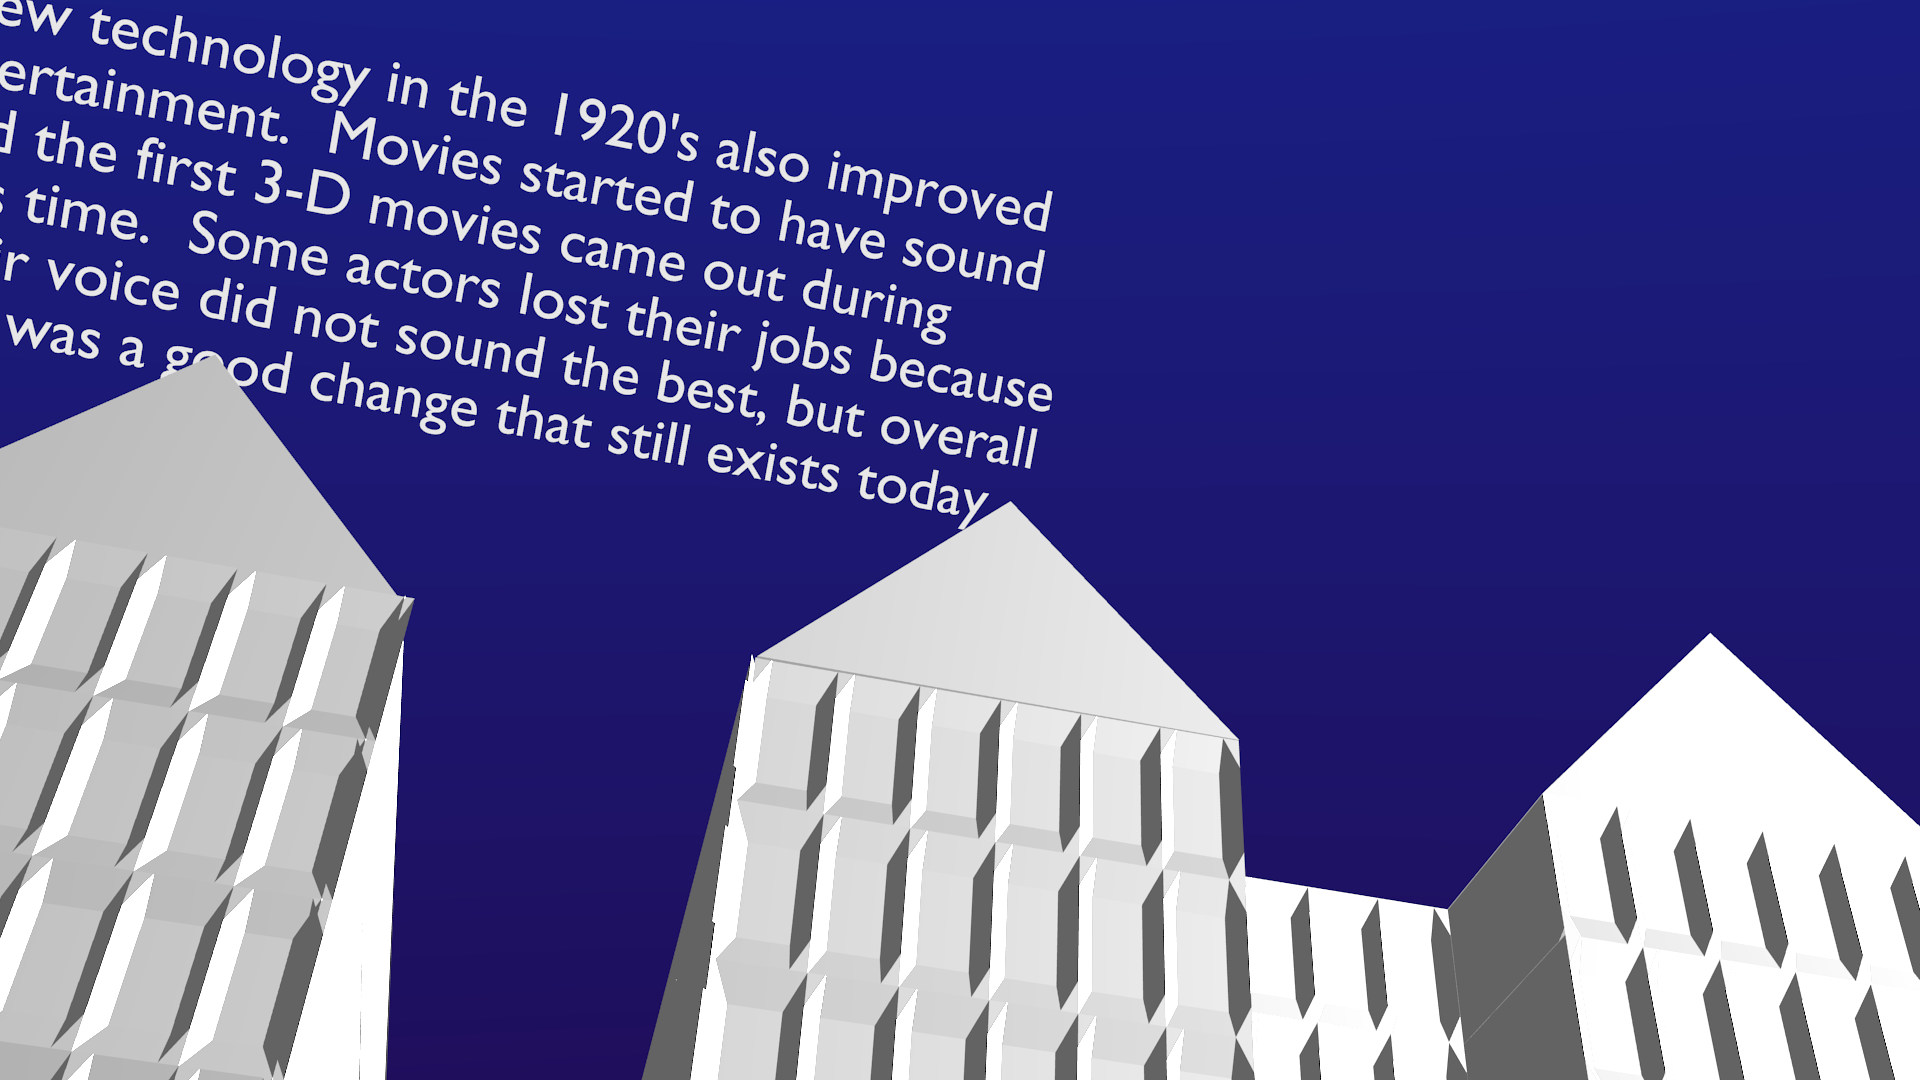 ew technology in the 1920's also improved
ertainment. Movies started to have sound
d the first 3-D movies came out during
s time. Some actors lost their jobs because
ir voice did not sound the best, but overall
was a good change that still exists today